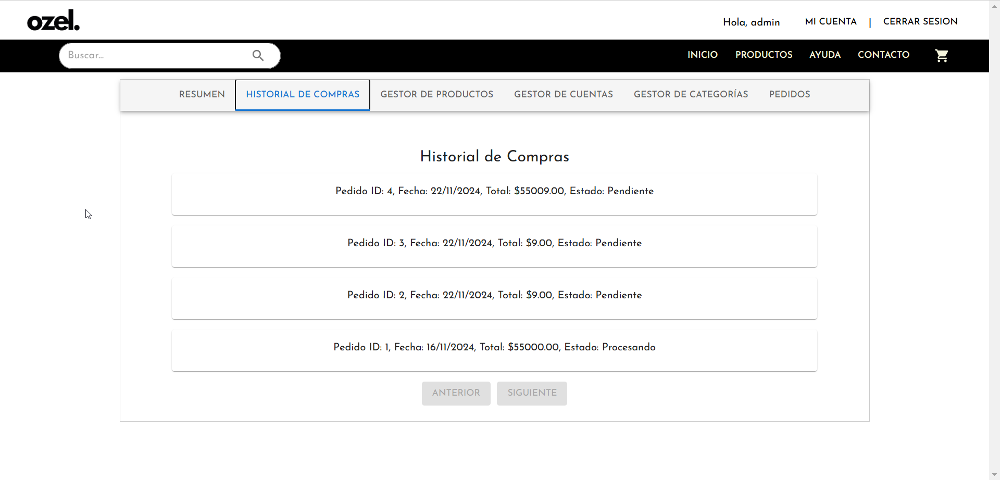 ozel.
Hola, admin MI CUENTA | CERRAR SESION
Buscar...
INICIO PRODUCTOS AYUDA CONTACTO
RESUMEN HISTORIAL DE COMPRAS GESTOR DE PRODUCTOS GESTOR DE CUENTAS GESTOR DE CATEGORÍAS PEDIDOS
Historial de Compras
Pedido ID: 4, Fecha: 22/11/2024, Total: $55009.00, Estado: Pendiente
Pedido ID: 3, Fecha: 22/11/2024, Total: $9.00, Estado: Pendiente
Pedido ID: 2, Fecha: 22/11/2024, Total: $9.00, Estado: Pendiente
Pedido ID: 1, Fecha: 16/11/2024, Total: $55000.00, Estado: Procesando
ANTERIOR SIGUIENTE